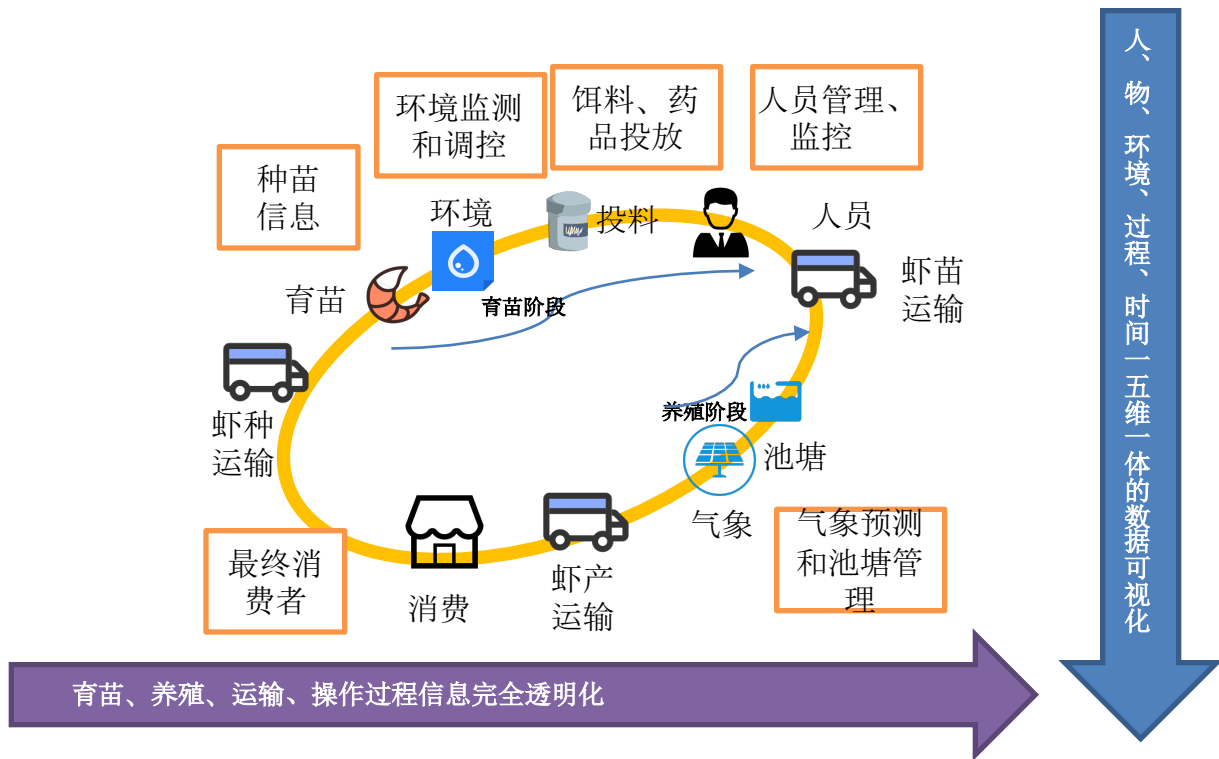 环境监测
和调控
饵料、药
品投放
人员管理、
监控
种苗
信息
环境
投料
人员
育苗
育苗阶段
虾苗
运输
虾种
运输
养殖阶段
池塘
气象
气象预测
和池塘管
理
最终消
费者
消费
虾产
运输
育苗、养殖、运输、操作过程信息完全透明化
人、物、环境、过程、时间一五维一体的数据可视化